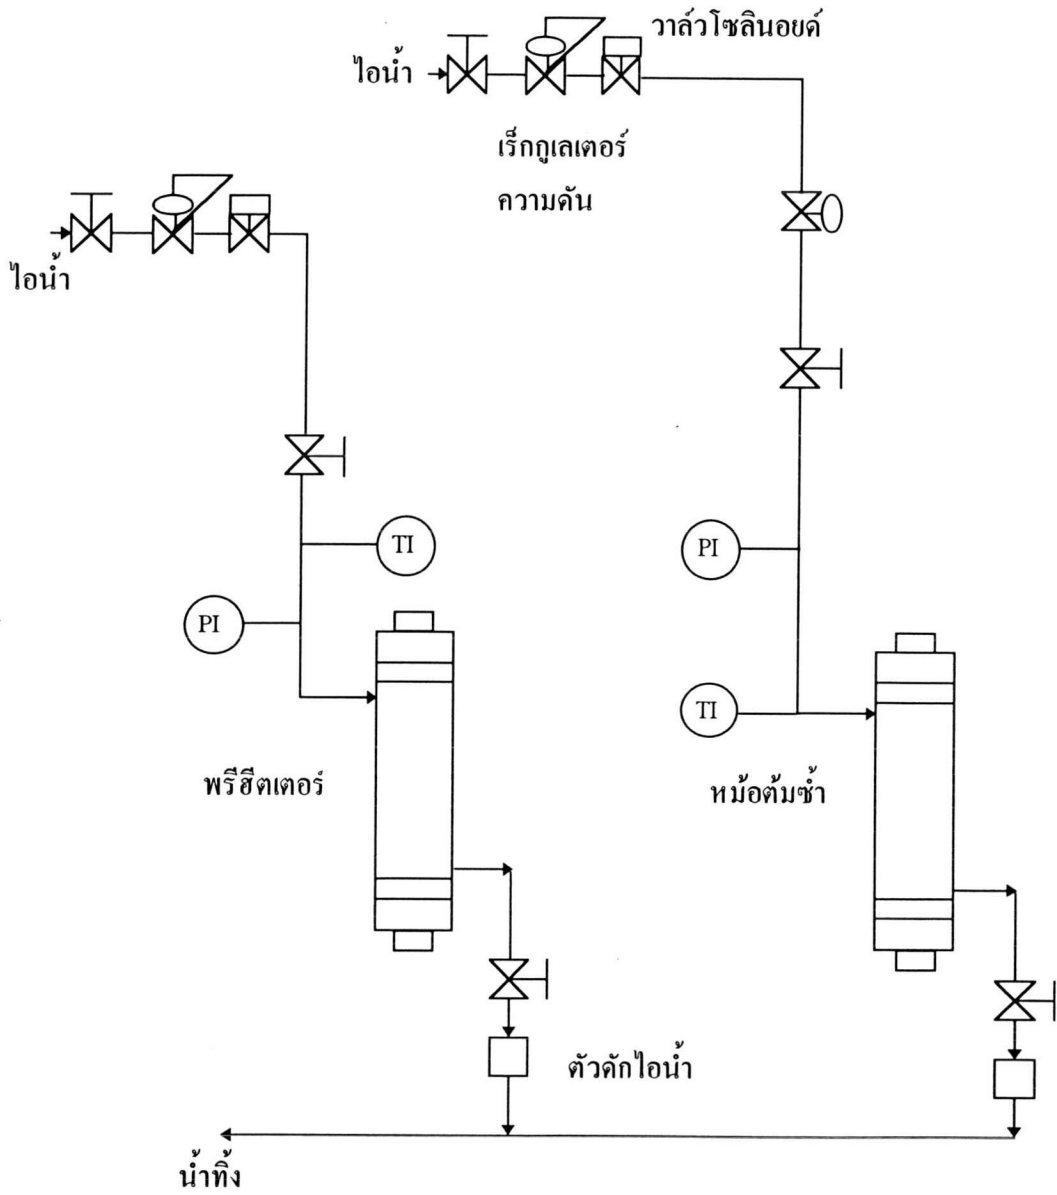 วาล์วโซลินอยด์
ไอน้ำ
เร็กกูเลเตอร์
ความดัน
ไอน้ำ
TI
PI
PI
TI
พรีฮีตเตอร์
หม้อต้มซ้ำ
ตัวดักไอน้ำ
น้ำทิ้ง